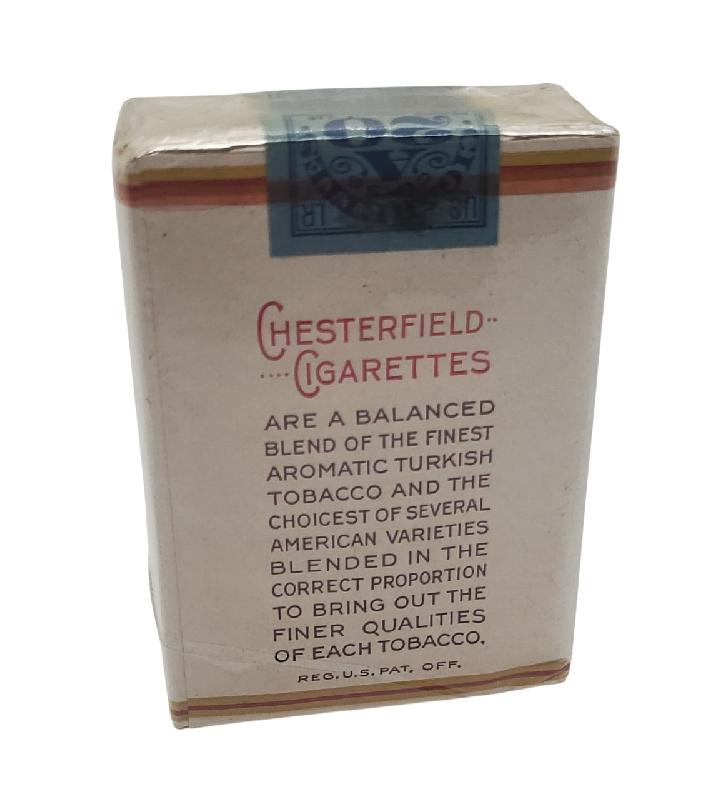 20
CHESTERFIELD
CIGARETTES
ARE A BALANCED
BLEND OF THE FINEST
AROMATIC TURKISH
TOBACCO AND THE
CHOICEST OF SEVERAL
AMERICAN VARIETIES
BLENDED IN THE
CORRECT PROPORTION
TO BRING OUT THE
FINER QUALITIES
OF EACH TOBACCO.
REG. U.S. PAT. OFF.